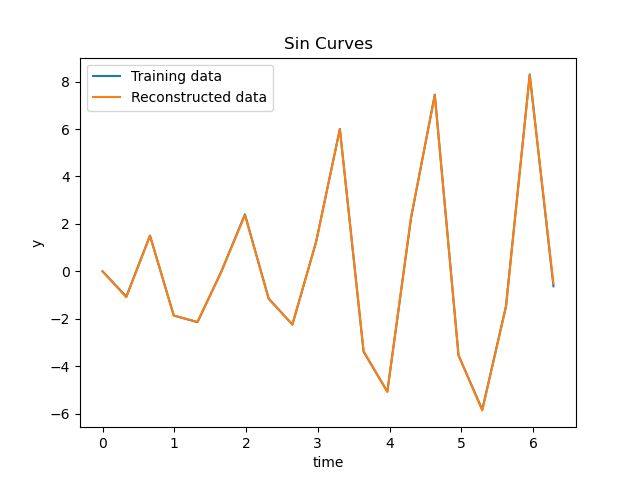 Sin Curves
Training data
Reconstructed data
8
6
4
2
0
−2
−4
−6
y
0 1 2 3 4 5 6
time